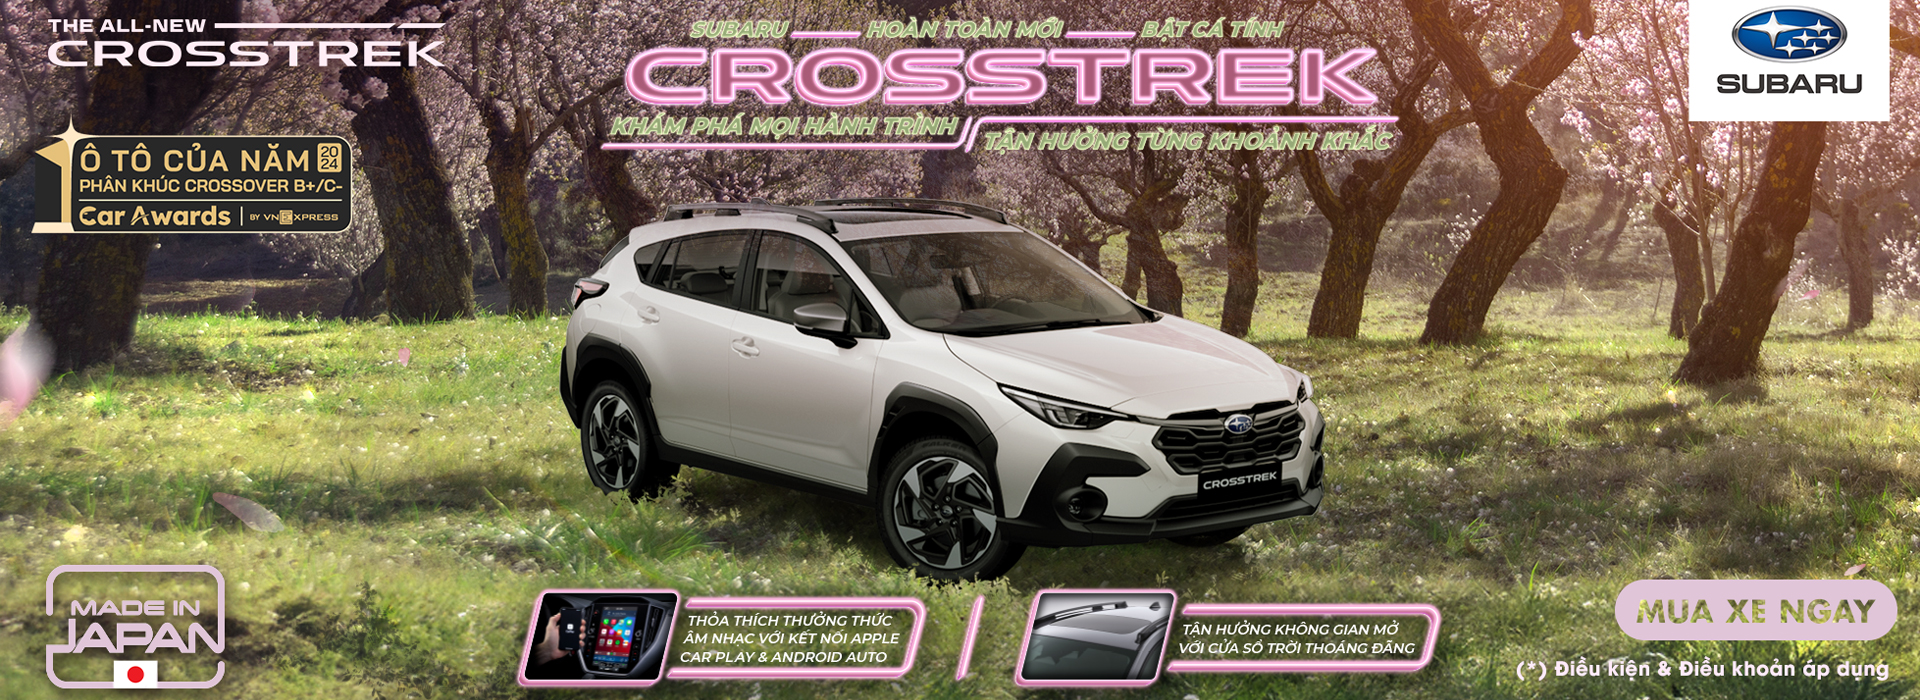 THE ALL-NEW
CROSSTREK
SUBARU HOÀN TOÀN MỚI BẬT CÁ TÍNH
CROSSTREK
KHÁM PHÁ MỌI HÀNH TRÌNH
TẬN HƯỞNG TỪNG KHOẢNH KHẮC
SUBARU
Ô TÔ CỦA NĂM 2024
PHÂN KHÚC CROSSOVER B+/C-
Car Awards | BY VNEXPRESS
CROSSTREK
MADE IN
JAPAN
THỎA THÍCH THƯỞNG THỨC
ÂM NHẠC VỚI KẾT NỐI APPLE
CAR PLAY & ANDROID AUTO
TẬN HƯỞNG KHÔNG GIAN MỞ
VỚI CỬA SỔ TRỜI THOÁNG ĐÃNG
MUA XE NGAY
(*) Điều kiện & Điều khoản áp dụng